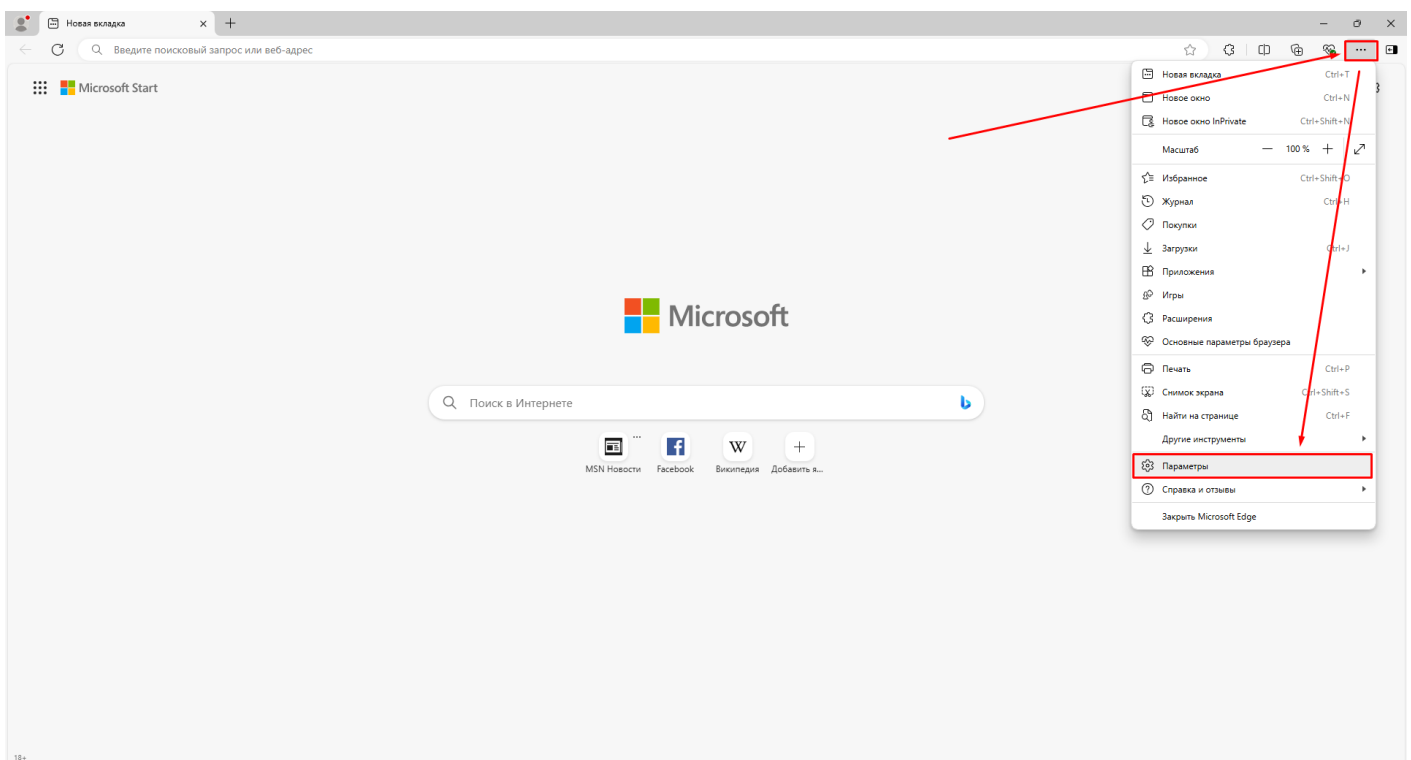 Новая вкладка
Введите поисковый запрос или веб-адрес
Microsoft Start
Новая вкладка Ctrl+T
Новое окно Ctrl+N
Новое окно InPrivate Ctrl+Shift+N
Масштаб — 100 % +
Избранное Ctrl+Shift+O
Журнал Ctrl+H
Покупки
Загрузки Ctrl+J
Приложения
Игры
Расширения
Основные параметры браузера
Печать Ctrl+P
Снимок экрана Ctrl+Shift+S
Найти на странице Ctrl+F
Другие инструменты
Параметры
Справка и отзывы
Закрыть Microsoft Edge
Microsoft
Поиск в Интернете
W
MSN Новости Facebook Википедия Добавить я...
18+